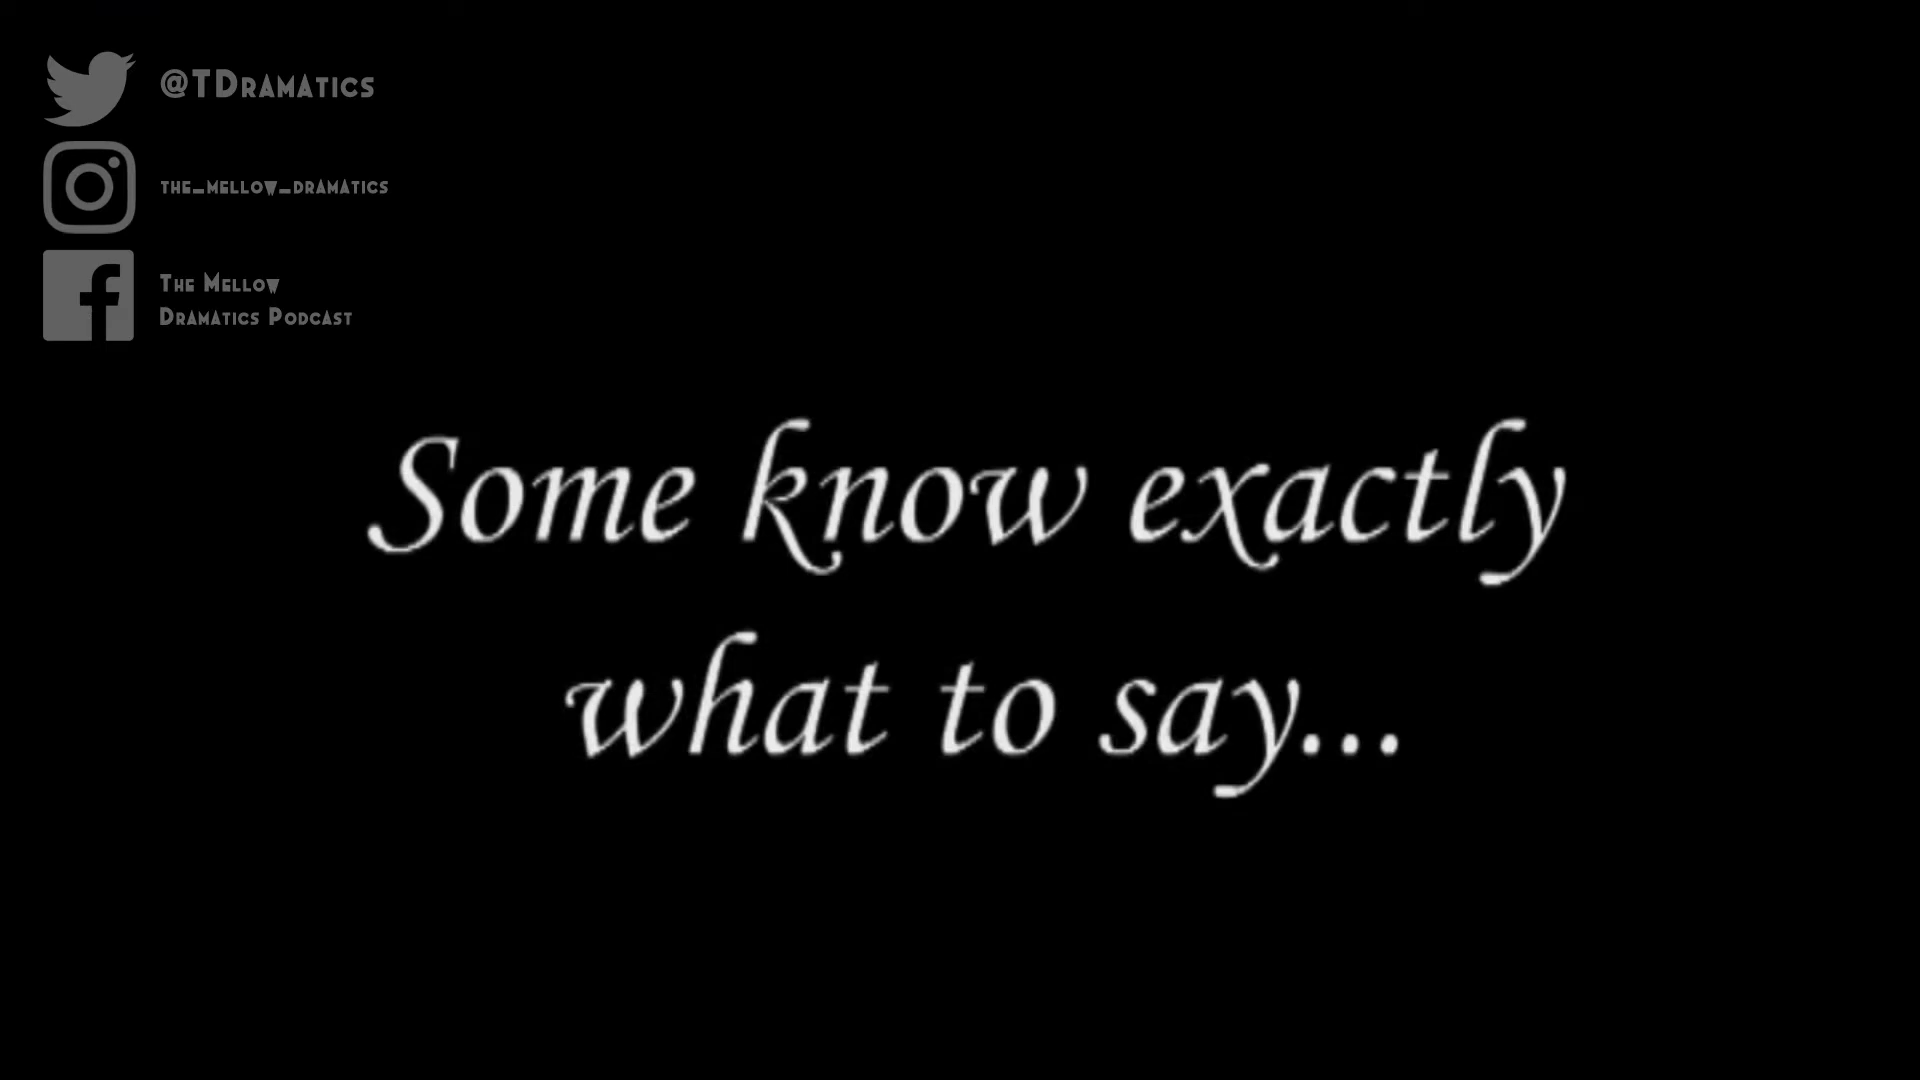 @TDramatics
the_mellow_dramatics
The Mellow
Dramatics Podcast
Some know exactly
what to say...